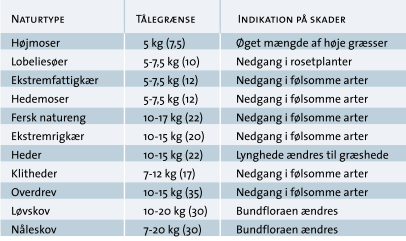 NATURTYPE TÅLEGRÆNSE INDIKATION PÅ SKADER
Højmoser 5 kg (7,5) Øget mængde af høje græsser
Lobeliesøer 5-7,5 kg (10) Nedgang i rosetplanter
Ekstremfattigkær 5-7,5 kg (12) Nedgang i følsomme arter
Hedemoser 5-7,5 kg (12) Nedgang i følsomme arter
Fersk natureng 10-17 kg (22) Nedgang i følsomme arter
Ekstremrigkær 10-15 kg (20) Nedgang i følsomme arter
Heder 10-15 kg (22) Lynghede ændres til græshede
Klitheder 7-12 kg (17) Nedgang i følsomme arter
Overdrev 10-15 kg (35) Nedgang i følsomme arter
Løvskov 10-20 kg (30) Bundfloraen ændres
Nåleskov 7-20 kg (30) Bundfloraen ændres